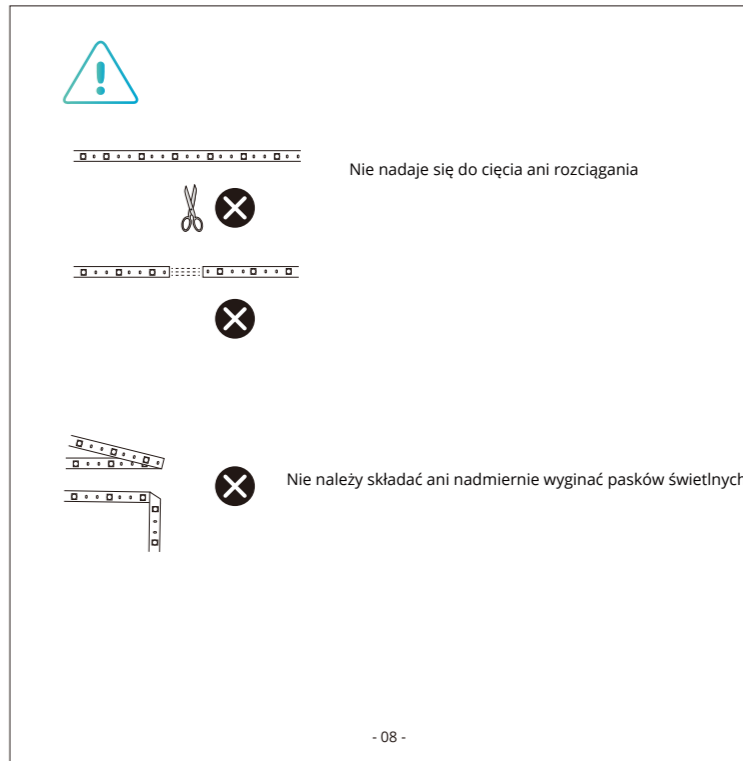 Nie nadaje się do cięcia ani rozciągania
Nie należy składać ani nadmiernie wyginać pasków świetlnych
- 08 -